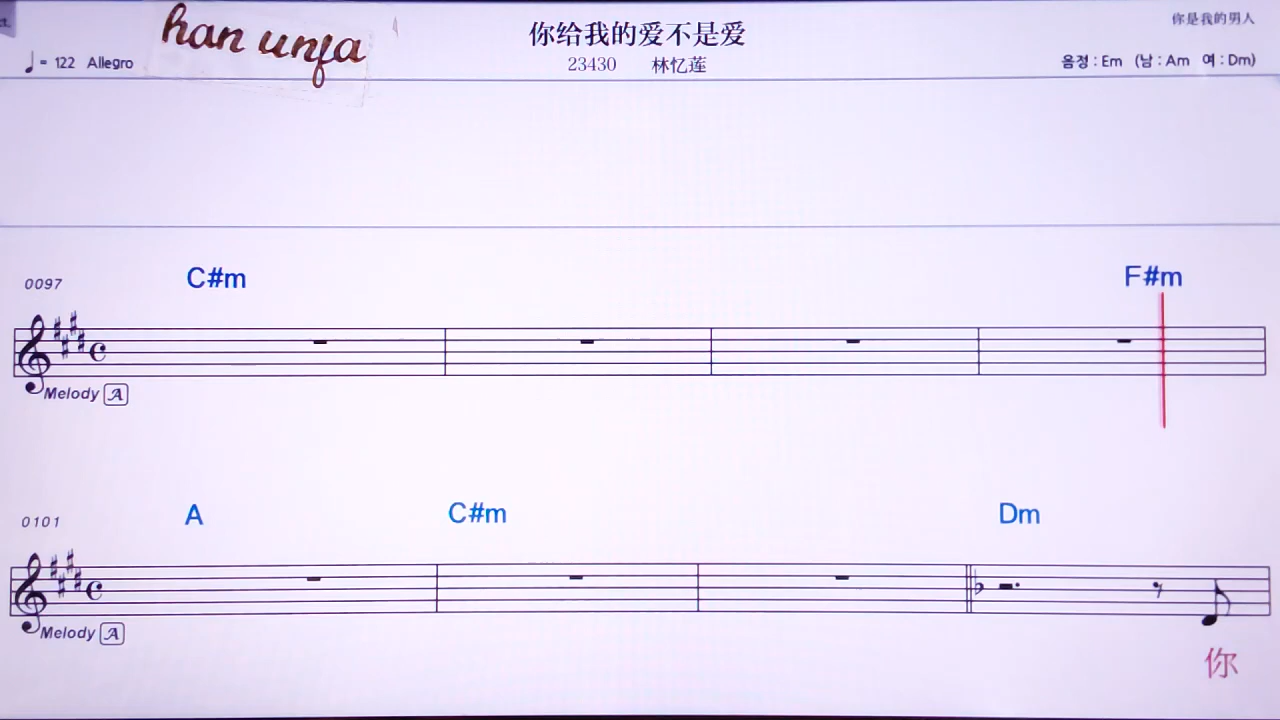 han unfa
你给我的爱不是爱
你是我的男人
= 122 Allegro
23430 林忆莲
음정 : Em (남 : Am 여 : Dm)
0097
C#m F#m
Melody A
0101
A C#m Dm
Melody A
你